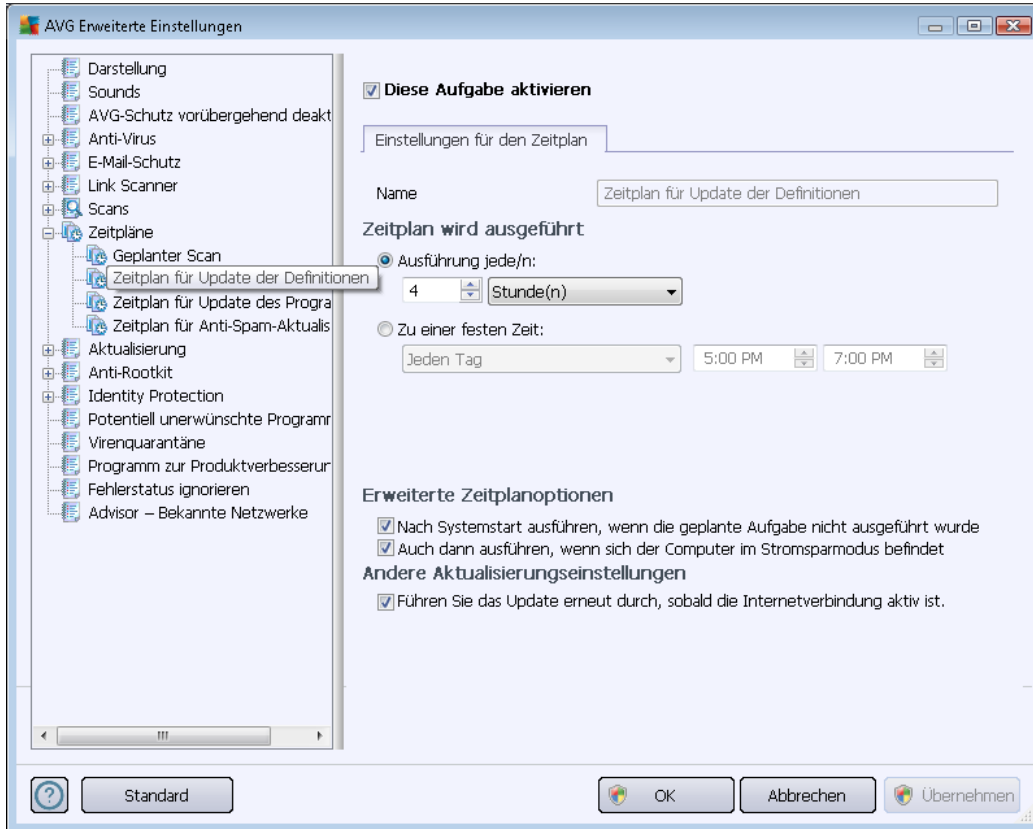 AVG Erweiterte Einstellungen
Darstellung
Sounds
AVG-Schutz vorübergehend deakt
Anti-Virus
E-Mail-Schutz
Link Scanner
Scans
Zeitpläne
Geplanter Scan
Zeitplan für Update der Definitionen
Zeitplan für Update des Progra
Zeitplan für Anti-Spam-Aktualis
Aktualisierung
Anti-Rootkit
Identity Protection
Potentiell unerwünschte Programm
Virenquarantäne
Programm zur Produktverbesserun
Fehlerstatus ignorieren
Advisor – Bekannte Netzwerke
Diese Aufgabe aktivieren
Einstellungen für den Zeitplan
Name Zeitplan für Update der Definitionen
Zeitplan wird ausgeführt
Ausführung jede/n:
4 Stunde(n)
Zu einer festen Zeit:
Jeden Tag 5:00 PM 7:00 PM
Erweiterte Zeitplanoptionen
Nach Systemstart ausführen, wenn die geplante Aufgabe nicht ausgeführt wurde
Auch dann ausführen, wenn sich der Computer im Stromsparmodus befindet
Andere Aktualisierungseinstellungen
Führen Sie das Update erneut durch, sobald die Internetverbindung aktiv ist.
? Standard OK Abbrechen Übernehmen